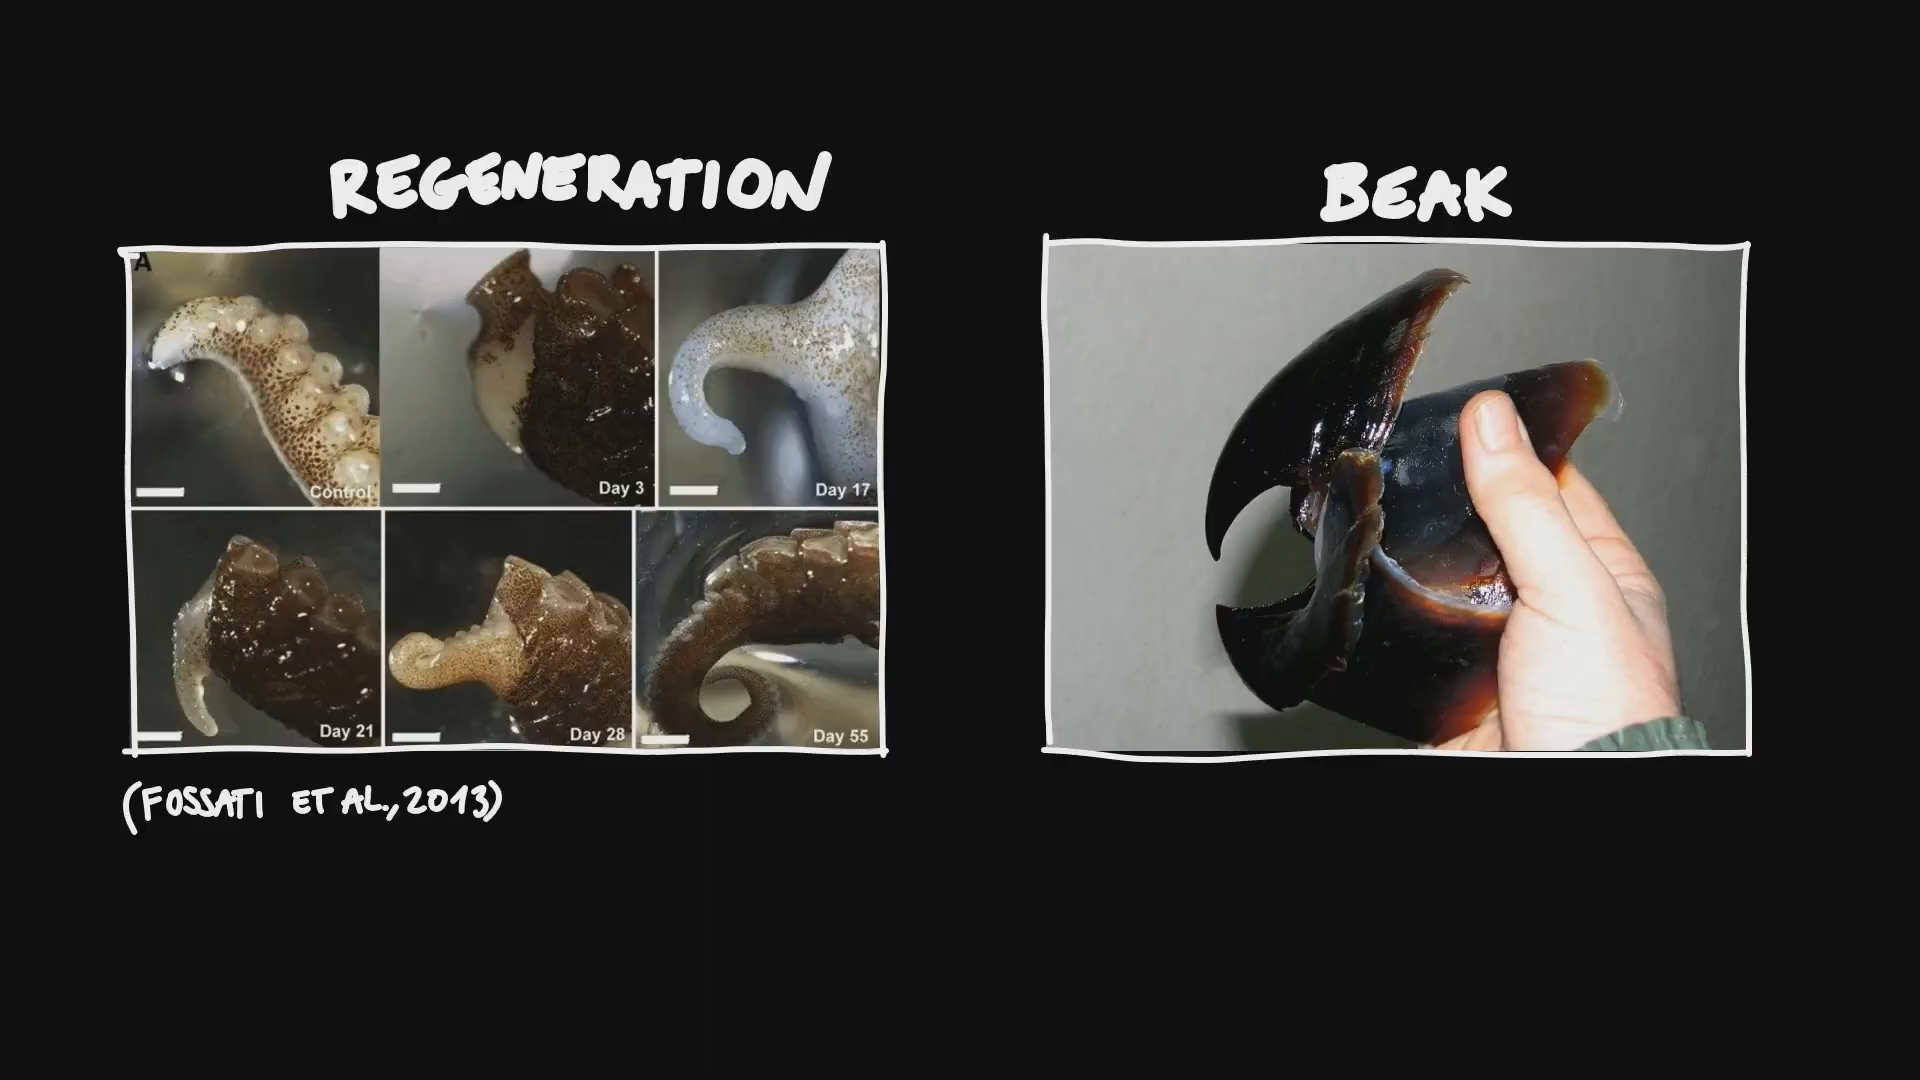 REGENERATION
BEAK
A
Control
Day 3
Day 17
Day 21
Day 28
Day 55
(FOSSATI ET AL., 2013)